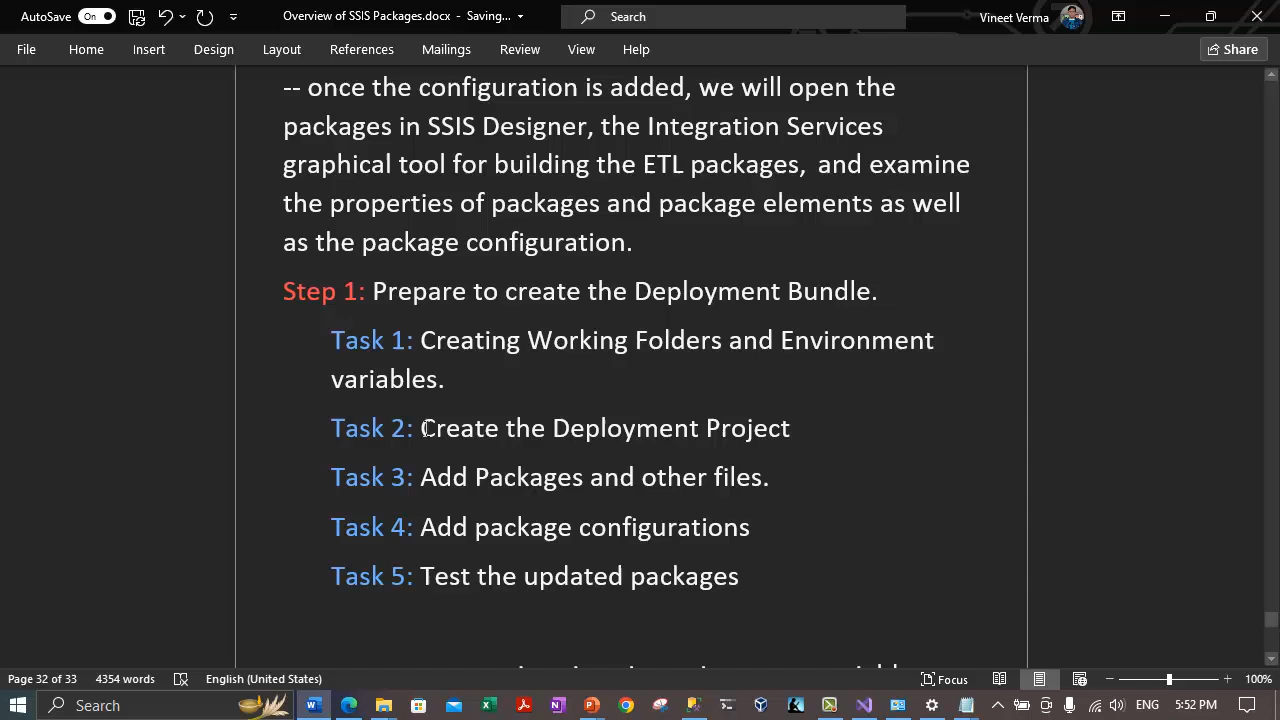 AutoSave On Overview of SSIS Packages.docx - Saving... Search Vineet Verma
File Home Insert Design Layout References Mailings Review View Help Share
-- once the configuration is added, we will open the
packages in SSIS Designer, the Integration Services
graphical tool for building the ETL packages, and examine
the properties of packages and package elements as well
as the package configuration.
Step 1: Prepare to create the Deployment Bundle.
Task 1: Creating Working Folders and Environment
variables.
Task 2: Create the Deployment Project
Task 3: Add Packages and other files.
Task 4: Add package configurations
Task 5: Test the updated packages
Page 32 of 33 4354 words English (United States) Focus 100%
Search 5:52 PM